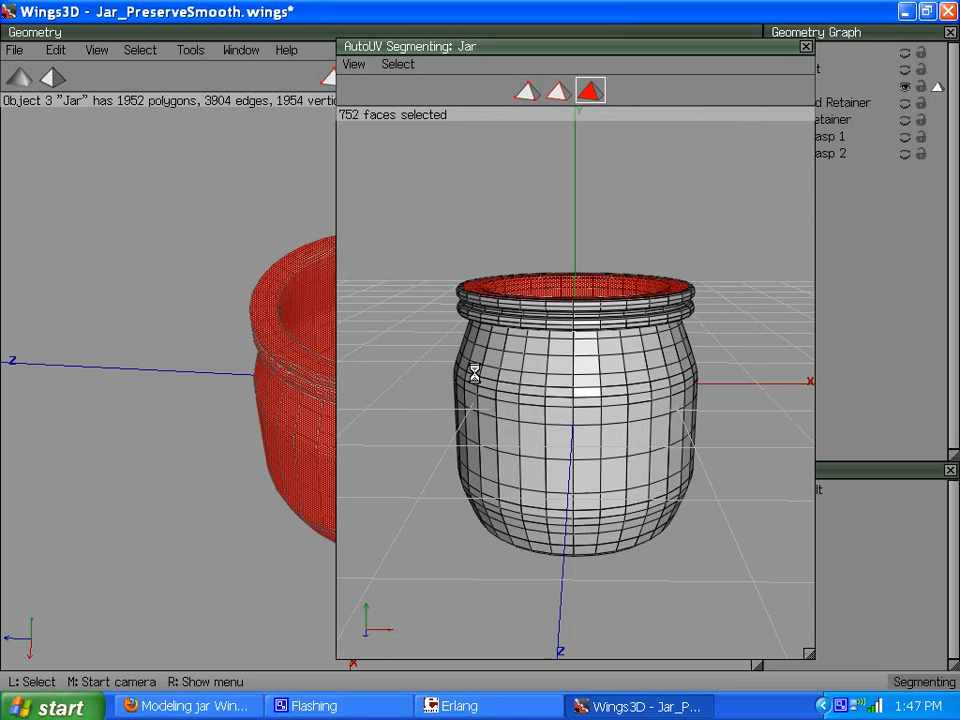 Wings3D - Jar_PreserveSmooth.wings*
Geometry
File Edit View Select Tools Window Help
Object 3 "Jar" has 1952 polygons, 3904 edges, 1954 verti
AutoUV Segmenting: Jar
View Select
752 faces selected
Y
X
Z
Z
X
Geometry Graph
t
d Retainer
etainer
asp 1
asp 2
lt
L: Select M: Start camera R: Show menu
Segmenting
start
Modeling jar Win...
Flashing
Erlang
Wings3D - Jar_P...
1:47 PM